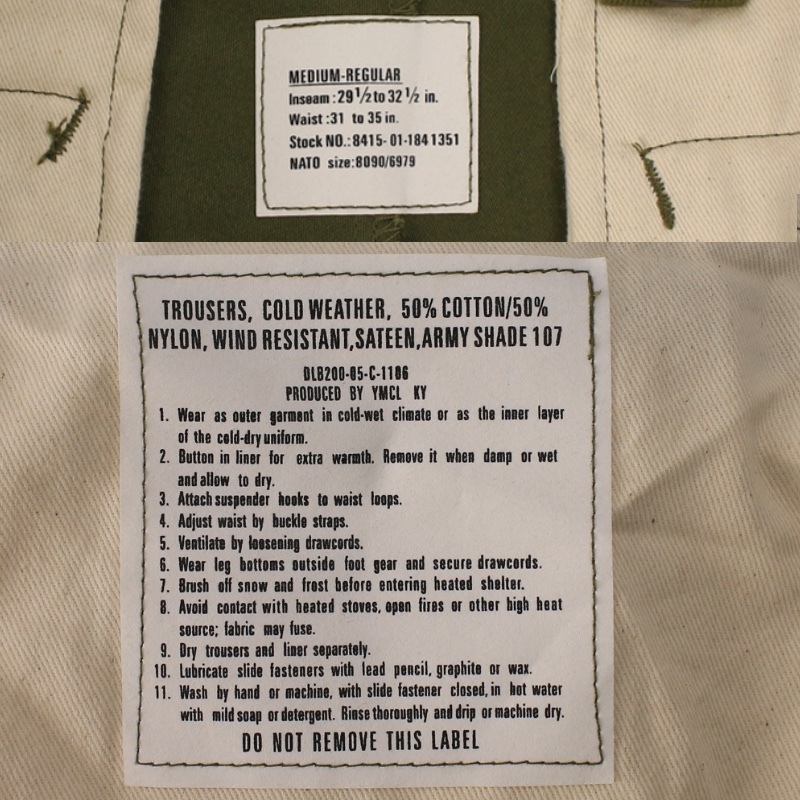 MEDIUM-REGULAR
Inseam: 29 1/2 to 32 1/2 in.
Waist: 31 to 35 in.
Stock NO.: 8415-01-1841351
NATO size: 8090/6979
TROUSERS, COLD WEATHER, 50% COTTON/50%
NYLON, WIND RESISTANT, SATEEN, ARMY SHADE 107
DLB200-05-C-1106
PRODUCED BY YMCL KY
1. Wear as outer garment in cold-wet climate or as the inner layer
of the cold-dry uniform.
2. Button in liner for extra warmth. Remove it when damp or wet
and allow to dry.
3. Attach suspender hooks to waist loops.
4. Adjust waist by buckle straps.
5. Ventilate by loosening drawcords.
6. Wear leg bottoms outside foot gear and secure drawcords.
7. Brush off snow and frost before entering heated shelter.
8. Avoid contact with heated stoves, open fires or other high heat
source; fabric may fuse.
9. Dry trousers and liner separately.
10. Lubricate slide fasteners with lead pencil, graphite or wax.
11. Wash by hand or machine, with slide fastener closed, in hot water
with mild soap or detergent. Rinse thoroughly and drip or machine dry.
DO NOT REMOVE THIS LABEL